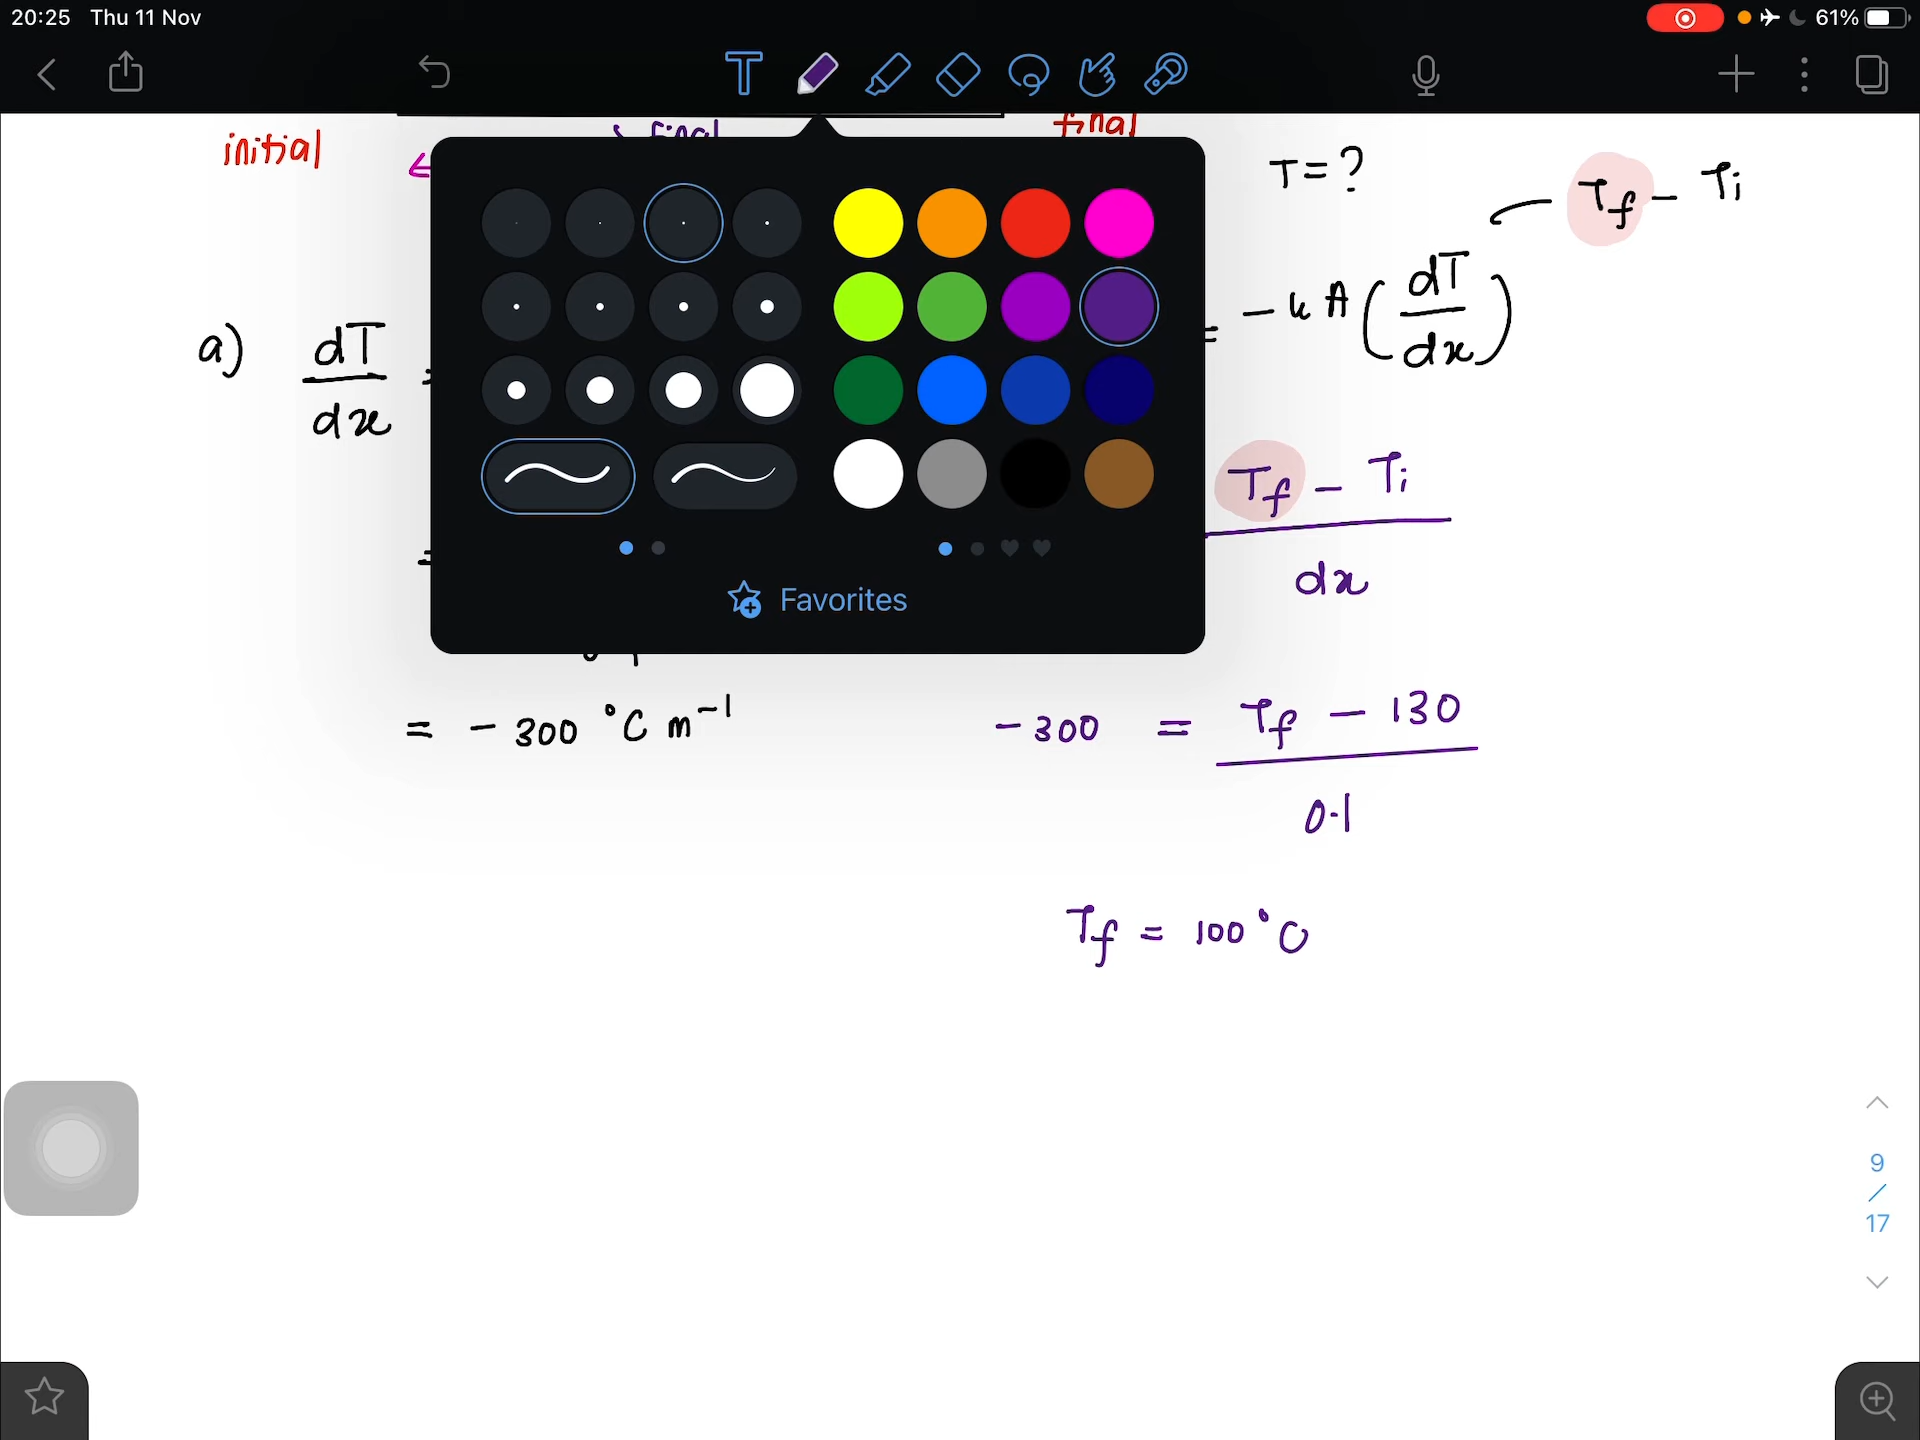 20:25 Thu 11 Nov
61%
T
initial
final
final
T = ?
Tf - Ti
a) dT
dx
= - k A ( dT
dx )
Tf - Ti
dx
Favorites
= - 300 °C m⁻¹
- 300 = Tf - 130
0.1
Tf = 100 °C
9
/
17